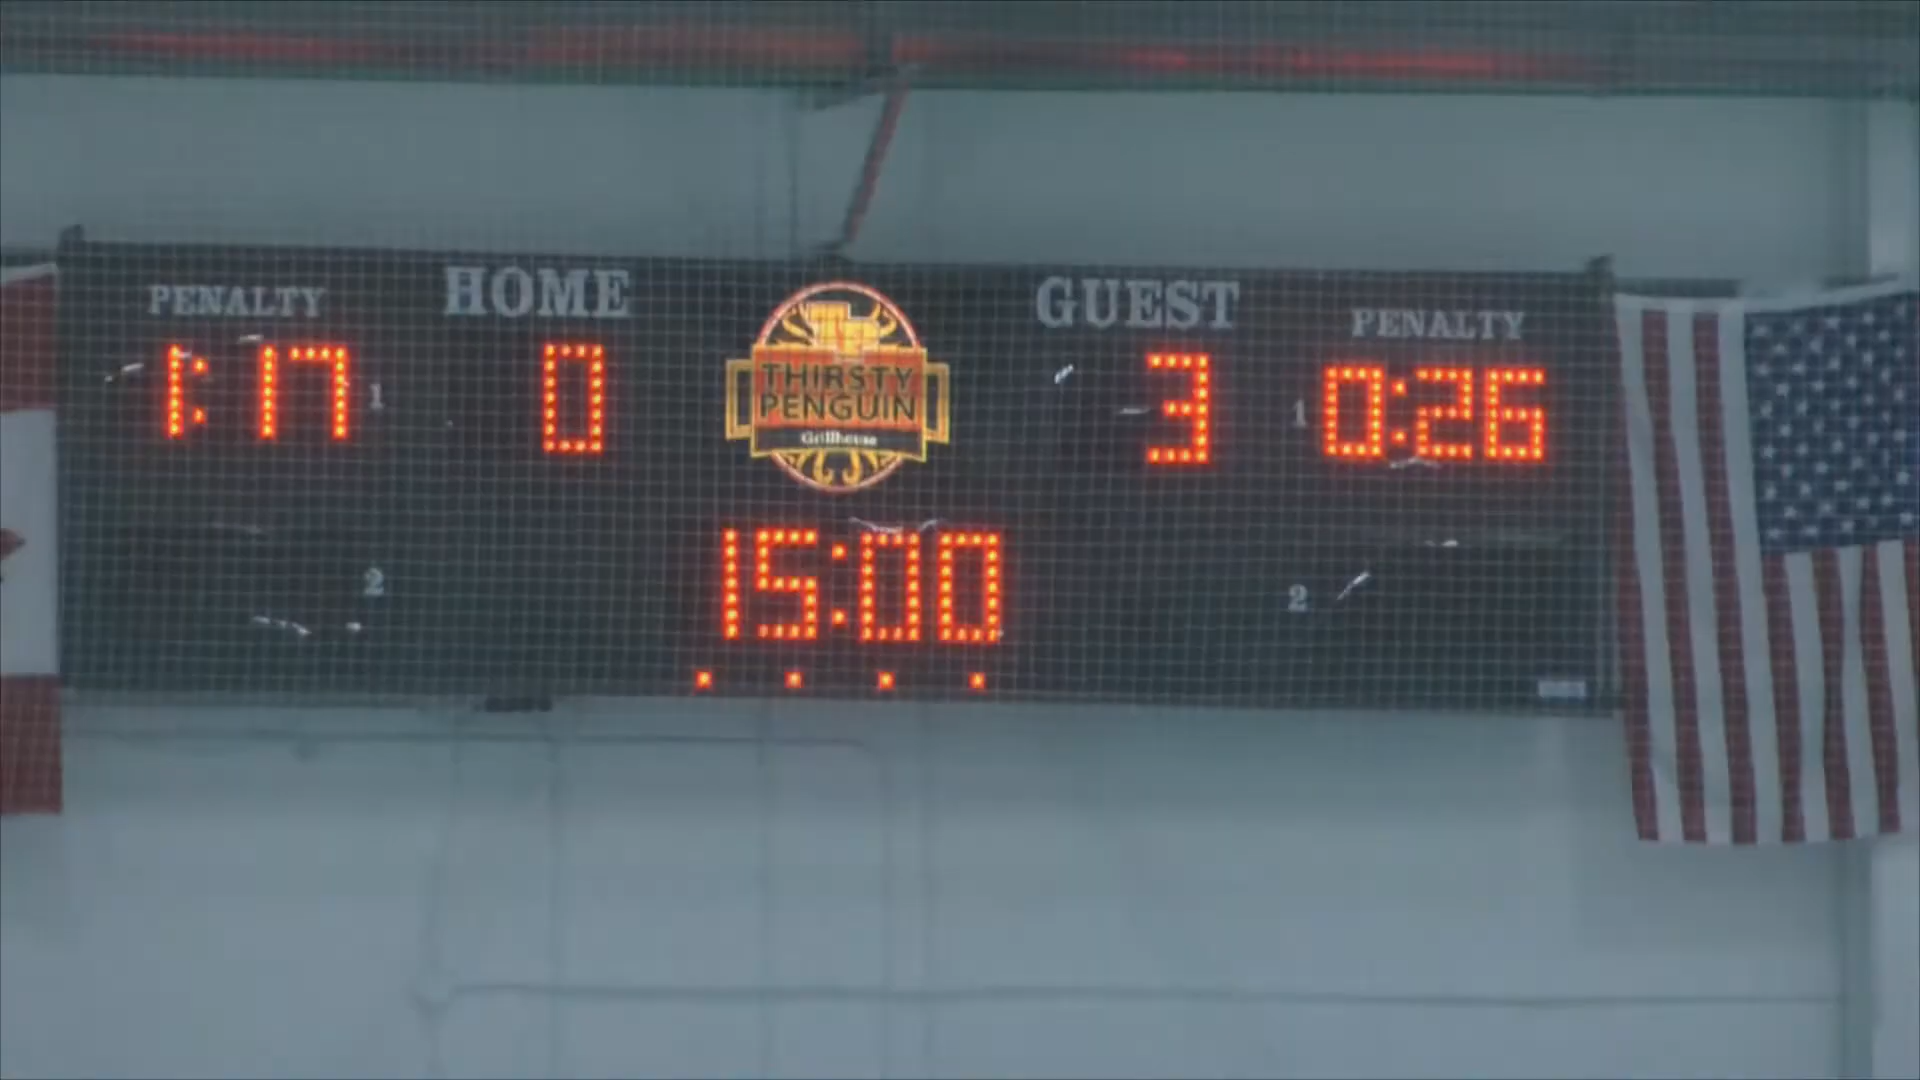 PENALTY HOME GUEST PENALTY
1:17 1 0 THIRSTY PENGUIN Grillhouse 3 1 0:26
2 15:00 2